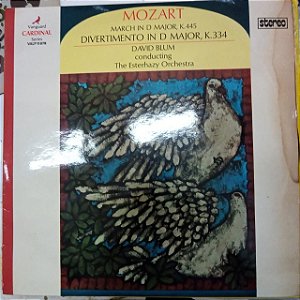 MOZART
stereo
MARCH IN D MAJOR, K.445
DIVERTIMENTO IN D MAJOR, K.334
DAVID BLUM
conducting
The Esterhazy Orchestra
Vanguard
CARDINAL
Series